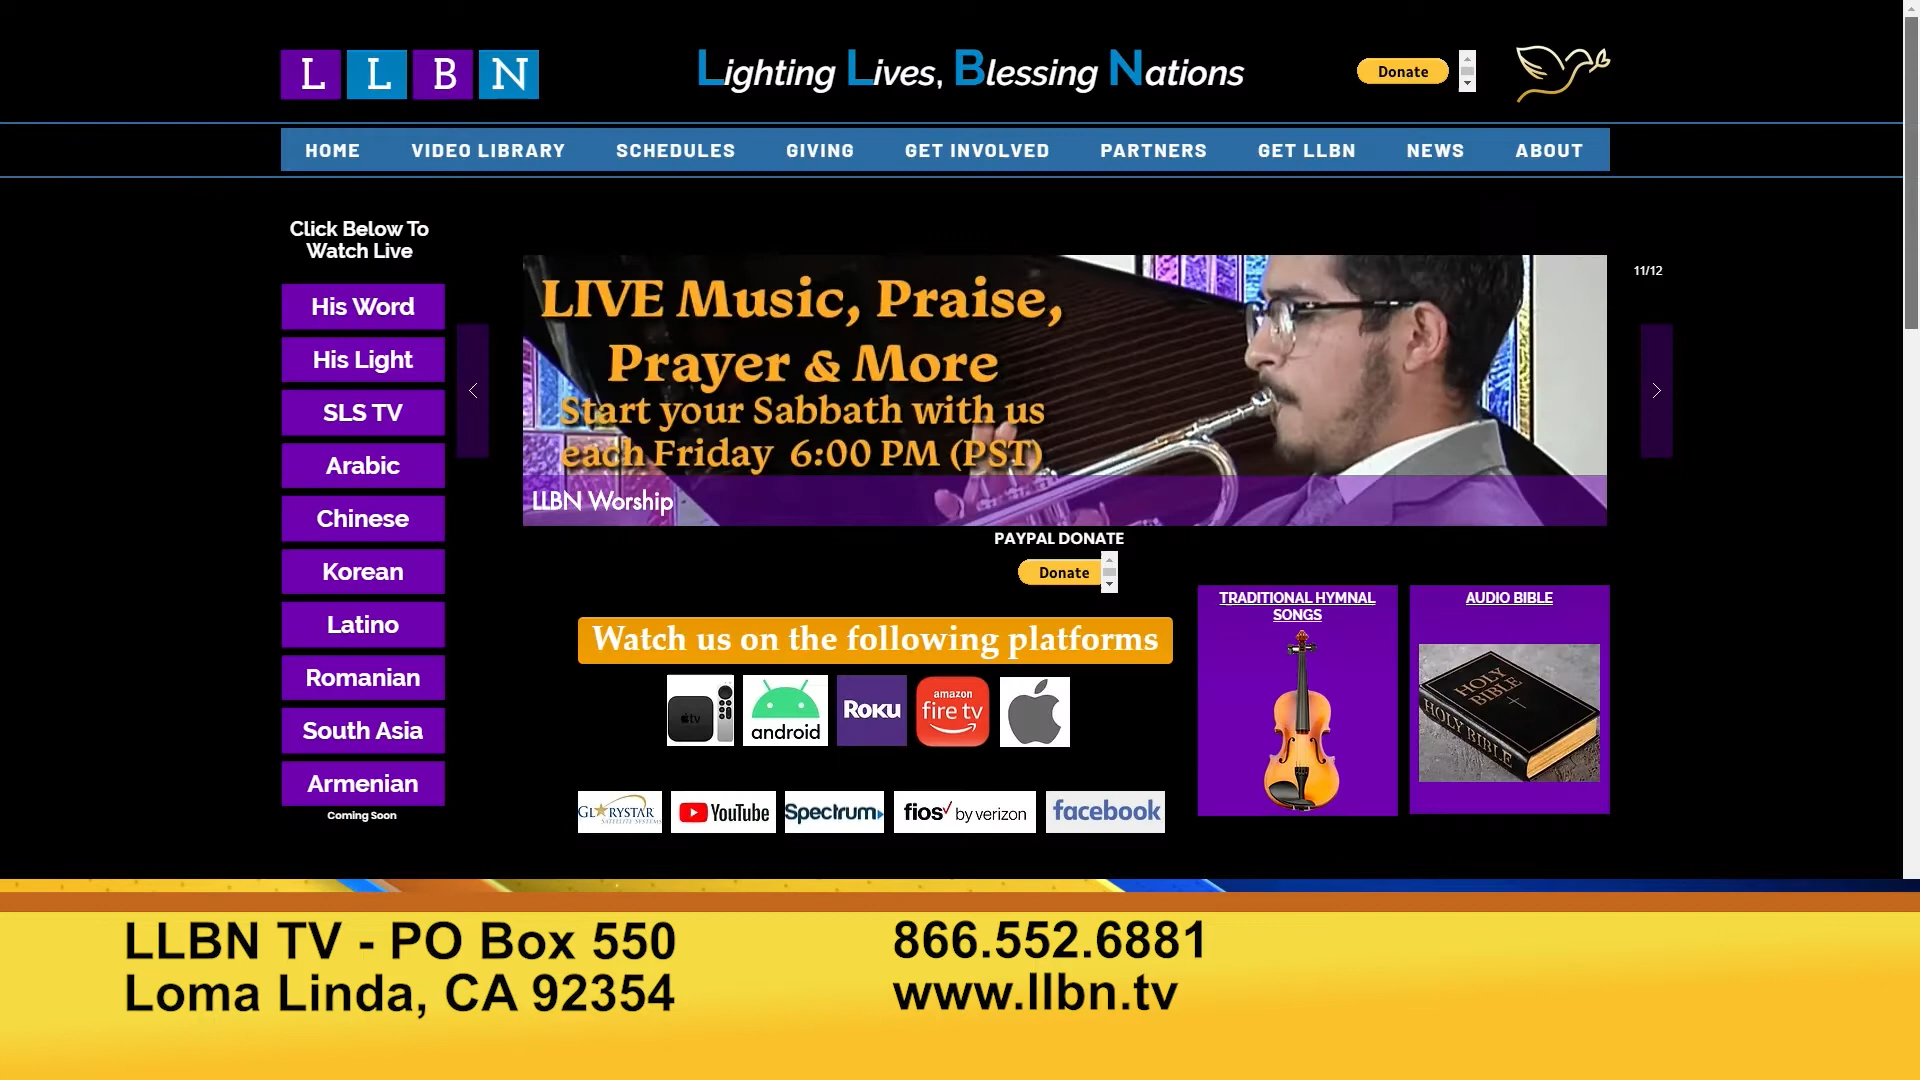 L L B N
Lighting Lives, Blessing Nations
Donate
HOME VIDEO LIBRARY SCHEDULES GIVING GET INVOLVED PARTNERS GET LLBN NEWS ABOUT
Click Below To
Watch Live
His Word
His Light
SLS TV
Arabic
Chinese
Korean
Latino
Romanian
South Asia
Armenian
Coming Soon
LIVE Music, Praise,
Prayer & More
Start your Sabbath with us
each Friday 6:00 PM (PST)
LLBN Worship
11/12
PAYPAL DONATE
Donate
Watch us on the following platforms
tv
android
ROKU
amazon
fire tv
GLORYSTAR
SATELLITE SYSTEMS
YouTube
Spectrum
fios by verizon
facebook
TRADITIONAL HYMNAL
SONGS
AUDIO BIBLE
HOLY
BIBLE
HOLY BIBLE
LLBN TV - PO Box 550
Loma Linda, CA 92354
866.552.6881
www.llbn.tv